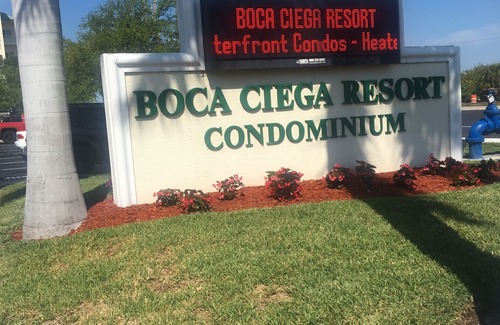 BOCA CIEGA RESORT
terfront Condos - Heate
BOCA CIEGA RESORT
CONDOMINIUM